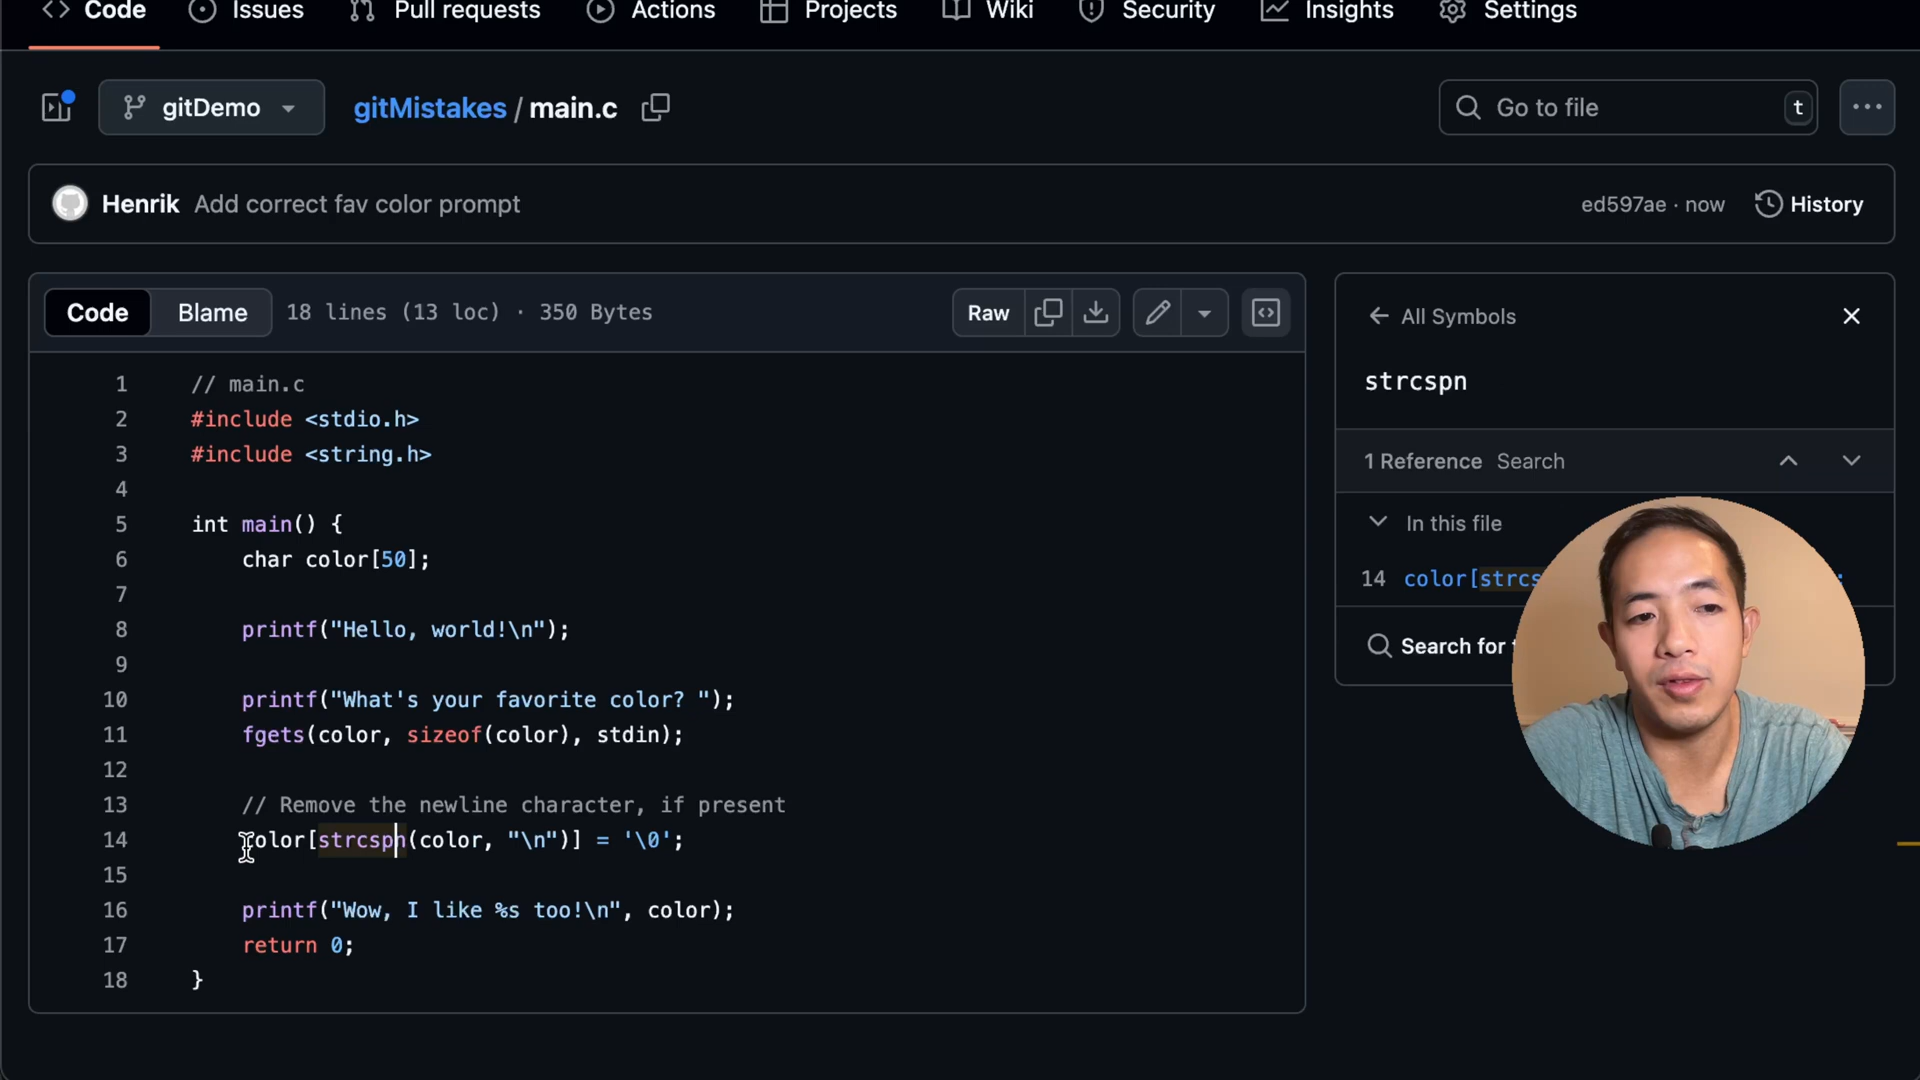 Code Issues Pull requests Actions Projects Wiki Security Insights Settings
gitDemo gitMistakes / main.c Go to file t
Henrik Add correct fav color prompt ed597ae · now History
Code Blame 18 lines (13 loc) · 350 Bytes Raw
1 // main.c
2 #include <stdio.h>
3 #include <string.h>
4
5 int main() {
6 char color[50];
7
8 printf("Hello, world!\n");
9
10 printf("What's your favorite color? ");
11 fgets(color, sizeof(color), stdin);
12
13 // Remove the newline character, if present
14 color[strcspn(color, "\n")] = '\0';
15
16 printf("Wow, I like %s too!\n", color);
17 return 0;
18 }
All Symbols
strcspn
1 Reference Search
In this file
14 color[strcs
Search for